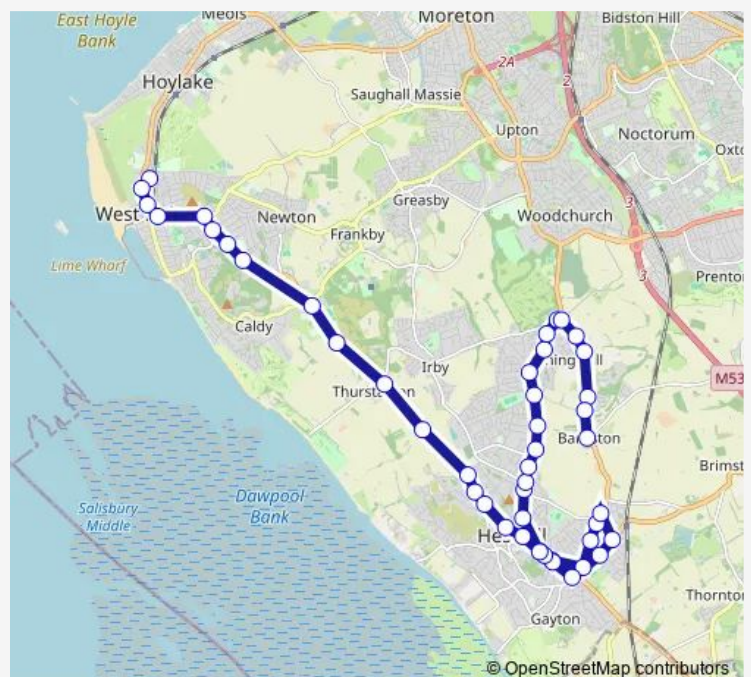 East Hoyle
Bank
Meols
Moreton
Bidston Hill
2A
2
Hoylake
Saughall Massie
Upton
Noctorum
Oxto
Greasby
West
Newton
Woodchurch
3
Frankby
Lime Wharf
Prento
3
Caldy
Irby
M53
Thurstaston
Barnston
Brimst
Salisbury
Middle
Dawpool
Bank
Thornto
Gayton
© OpenStreetMap contributors